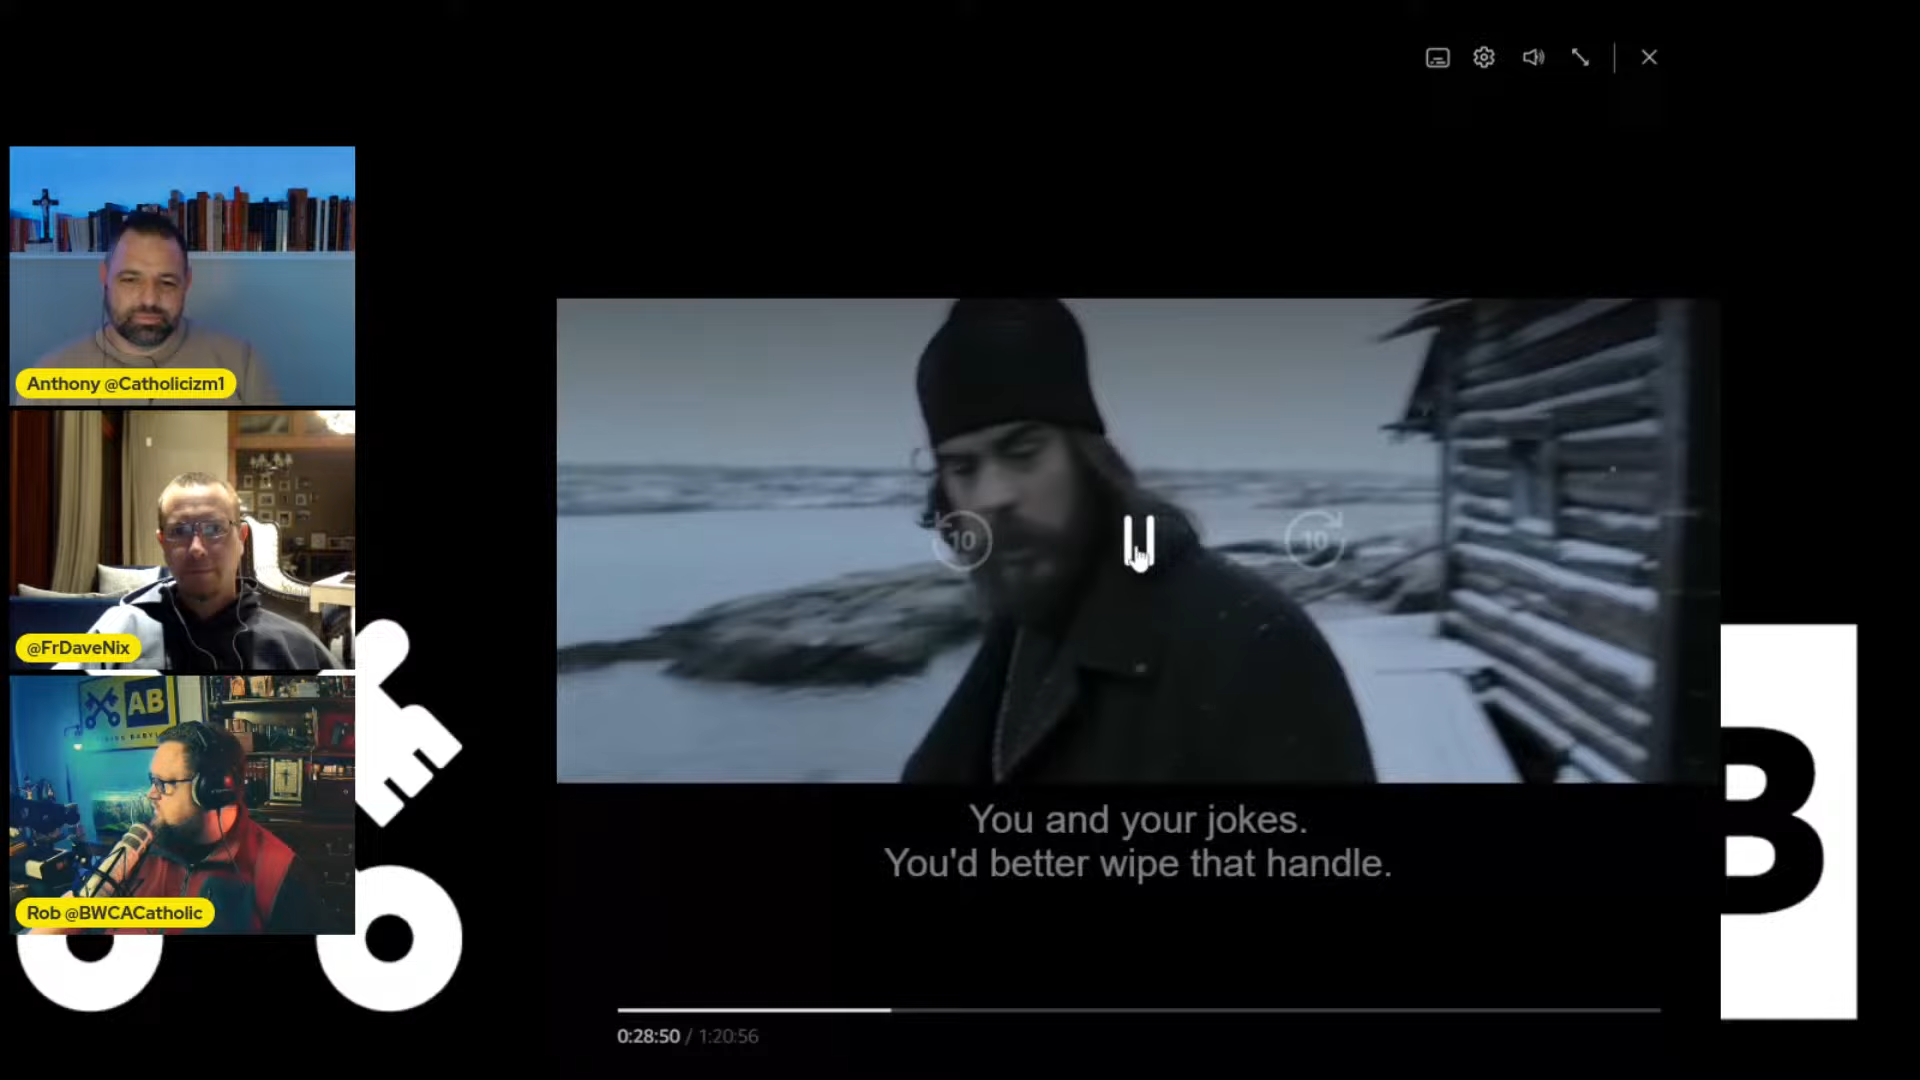 Anthony @Catholicizm1
@FrDaveNix
AB
Rob @BWCACatholic
10
10
You and your jokes.
You'd better wipe that handle.
0:28:50 / 1:20:56
B